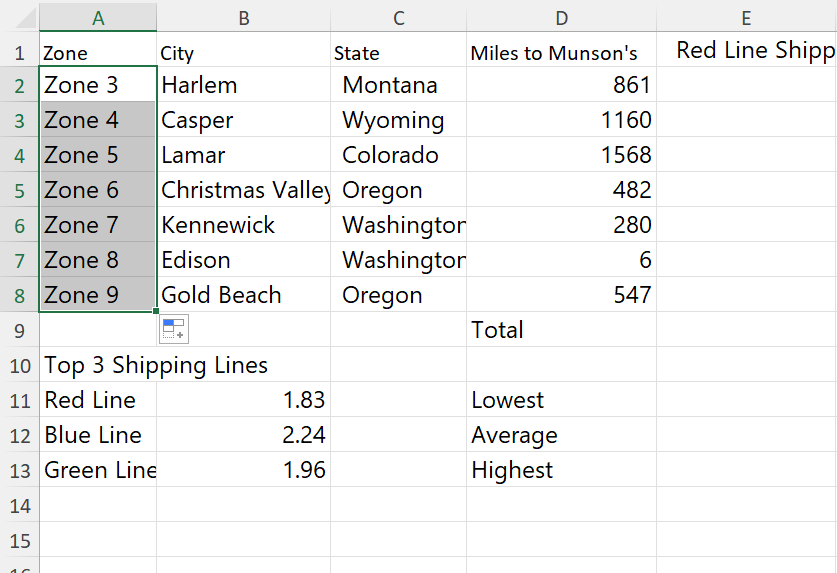 A B C D E
1 Zone City State Miles to Munson's Red Line Shipp
2 Zone 3 Harlem Montana 861
3 Zone 4 Casper Wyoming 1160
4 Zone 5 Lamar Colorado 1568
5 Zone 6 Christmas Valley Oregon 482
6 Zone 7 Kennewick Washington 280
7 Zone 8 Edison Washington 6
8 Zone 9 Gold Beach Oregon 547
9 Total
10 Top 3 Shipping Lines
11 Red Line 1.83 Lowest
12 Blue Line 2.24 Average
13 Green Line 1.96 Highest
14
15
16